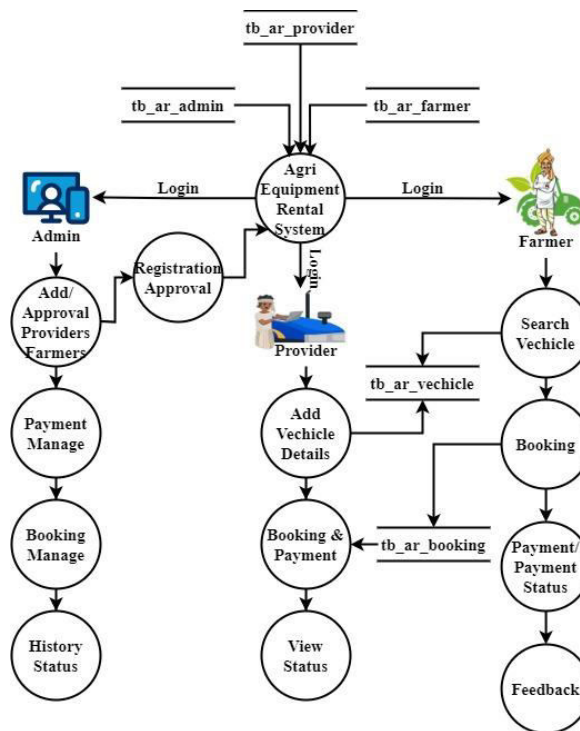 tb_ar_provider
tb_ar_admin
tb_ar_farmer
Agri
Equipment
Rental
System
Login
Login
Login
Admin
Farmer
Registration
Approval
Add/
Approval
Providers
Farmers
Provider
Search
Vechicle
tb_ar_vechicle
Payment
Manage
Add
Vechicle
Details
Booking
Booking
Manage
Booking &
Payment
tb_ar_booking
Payment/
Payment
Status
History
Status
View
Status
Feedback